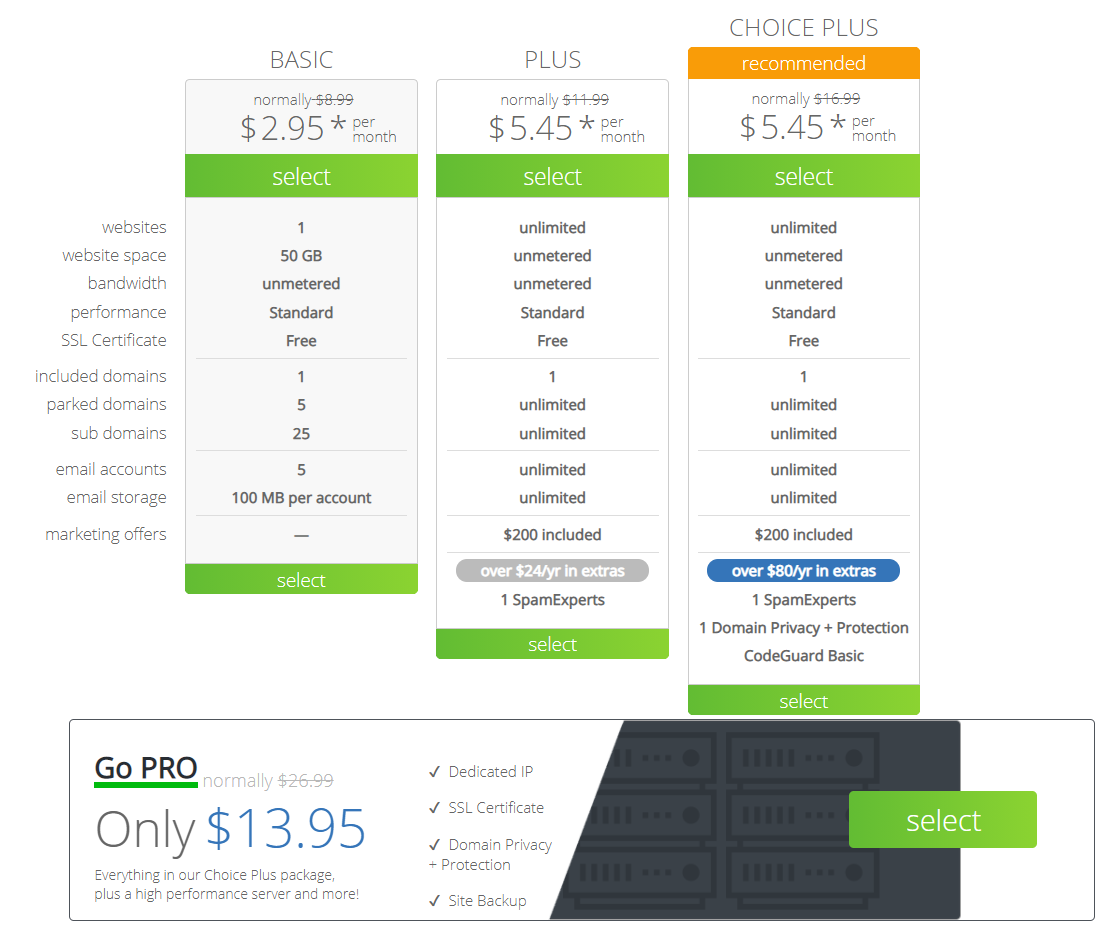 BASIC
PLUS
CHOICE PLUS
recommended
normally $8.99
$2.95* per month
normally $11.99
$5.45* per month
normally $16.99
$5.45* per month
select select select
websites 1 unlimited unlimited
website space 50 GB unmetered unmetered
bandwidth unmetered unmetered unmetered
performance Standard Standard Standard
SSL Certificate Free Free Free
included domains 1 1 1
parked domains 5 unlimited unlimited
sub domains 25 unlimited unlimited
email accounts 5 unlimited unlimited
email storage 100 MB per account unlimited unlimited
marketing offers — $200 included $200 included
select over $24/yr in extras over $80/yr in extras
1 SpamExperts 1 SpamExperts
select 1 Domain Privacy + Protection
CodeGuard Basic
select
Go PRO normally $26.99
Only $13.95
Everything in our Choice Plus package,
plus a high performance server and more!
✓ Dedicated IP
✓ SSL Certificate
✓ Domain Privacy
+ Protection
✓ Site Backup
select